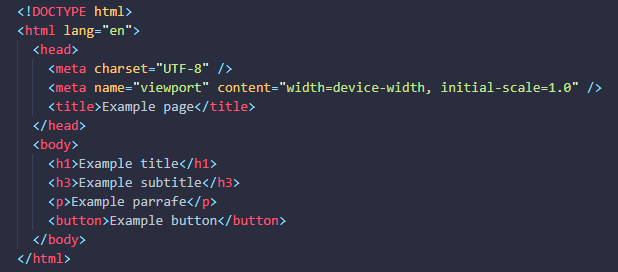 <!DOCTYPE html>
<html lang="en">
<head>
<meta charset="UTF-8" />
<meta name="viewport" content="width=device-width, initial-scale=1.0" />
<title>Example page</title>
</head>
<body>
<h1>Example title</h1>
<h3>Example subtitle</h3>
<p>Example parrafe</p>
<button>Example button</button>
</body>
</html>